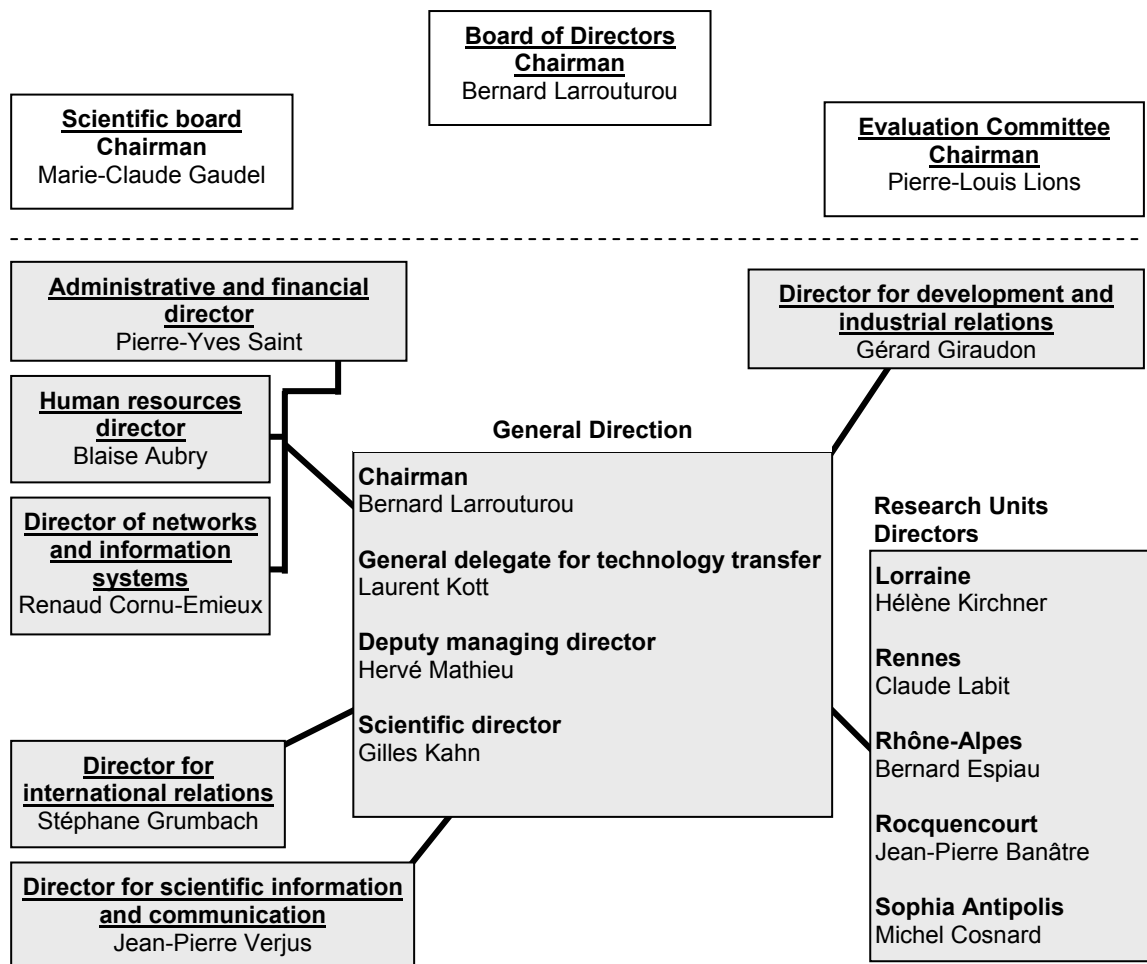 Board of Directors
Chairman
Bernard Larrouturou
Scientific board
Chairman
Marie-Claude Gaudel
Evaluation Committee
Chairman
Pierre-Louis Lions
Administrative and financial
director
Pierre-Yves Saint
Director for development and
industrial relations
Gérard Giraudon
Human resources
director
Blaise Aubry
Director of networks
and information
systems
Renaud Cornu-Emieux
General Direction
Chairman
Bernard Larrouturou
General delegate for technology transfer
Laurent Kott
Deputy managing director
Hervé Mathieu
Scientific director
Gilles Kahn
Research Units
Directors
Lorraine
Hélène Kirchner
Rennes
Claude Labit
Rhône-Alpes
Bernard Espiau
Rocquencourt
Jean-Pierre Banâtre
Sophia Antipolis
Michel Cosnard
Director for
international relations
Stéphane Grumbach
Director for scientific information
and communication
Jean-Pierre Verjus